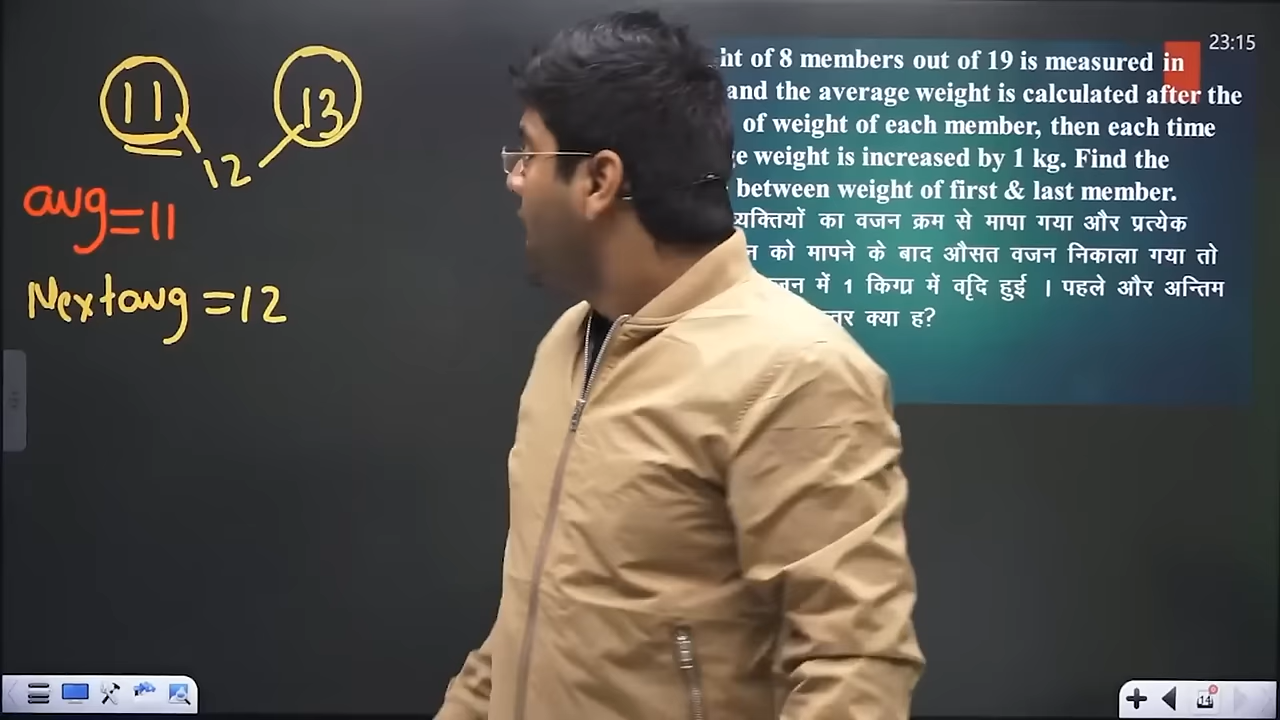 11 13
12
avg=11
Next avg =12
23:15
of 8 members out of 19 is measured in
and the average weight is calculated after the
of weight of each member, then each time
weight is increased by 1 kg. Find the
between weight of first & last member.
का वजन क्रम से मापा गया और प्रत्येक
को मापने के बाद औसत वजन निकाला गया तो
में 1 किग्रा में वृदि हुई । पहले और अन्तिम
क्या ह?
14